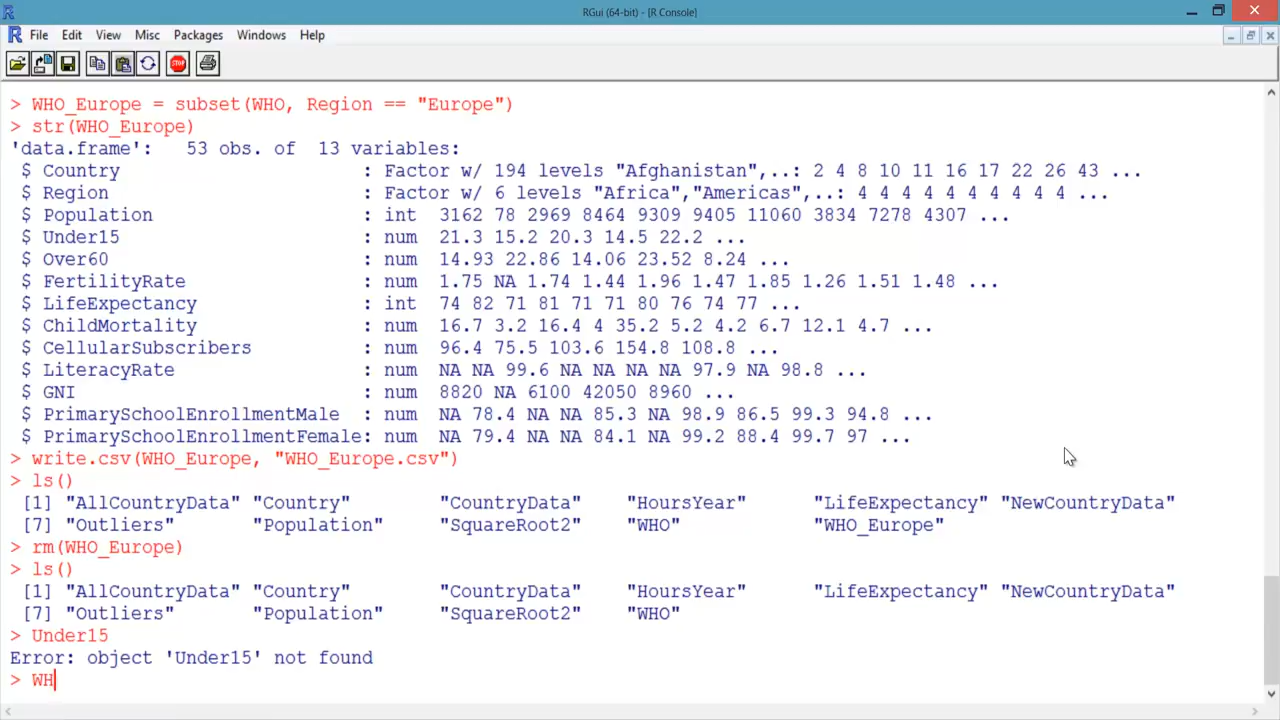 RGui (64-bit) - [R Console]
File Edit View Misc Packages Windows Help
STOP
> WHO_Europe = subset(WHO, Region == "Europe")
> str(WHO_Europe)
'data.frame':   53 obs. of  13 variables:
 $ Country                      : Factor w/ 194 levels "Afghanistan",..: 2 4 8 10 11 16 17 22 26 43 ...
 $ Region                       : Factor w/ 6 levels "Africa","Americas",..: 4 4 4 4 4 4 4 4 4 4 ...
 $ Population                   : int  3162 78 2969 8464 9309 9405 11060 3834 7278 4307 ...
 $ Under15                      : num  21.3 15.2 20.3 14.5 22.2 ...
 $ Over60                       : num  14.93 22.86 14.06 23.52 8.24 ...
 $ FertilityRate                : num  1.75 NA 1.74 1.44 1.96 1.47 1.85 1.26 1.51 1.48 ...
 $ LifeExpectancy               : int  74 82 71 81 71 71 80 76 74 77 ...
 $ ChildMortality               : num  16.7 3.2 16.4 4 35.2 5.2 4.2 6.7 12.1 4.7 ...
 $ CellularSubscribers          : num  96.4 75.5 103.6 154.8 108.8 ...
 $ LiteracyRate                 : num  NA NA 99.6 NA NA NA NA 97.9 NA 98.8 ...
 $ GNI                          : num  8820 NA 6100 42050 8960 ...
 $ PrimarySchoolEnrollmentMale  : num  NA 78.4 NA NA 85.3 NA 98.9 86.5 99.3 94.8 ...
 $ PrimarySchoolEnrollmentFemale: num  NA 79.4 NA NA 84.1 NA 99.2 88.4 99.7 97 ...
> write.csv(WHO_Europe, "WHO_Europe.csv")
> ls()
 [1] "AllCountryData" "Country"        "CountryData"    "HoursYear"      "LifeExpectancy" "NewCountryData"
 [7] "Outliers"       "Population"     "SquareRoot2"    "WHO"            "WHO_Europe"
> rm(WHO_Europe)
> ls()
 [1] "AllCountryData" "Country"        "CountryData"    "HoursYear"      "LifeExpectancy" "NewCountryData"
 [7] "Outliers"       "Population"     "SquareRoot2"    "WHO"
> Under15
Error: object 'Under15' not found
> WH